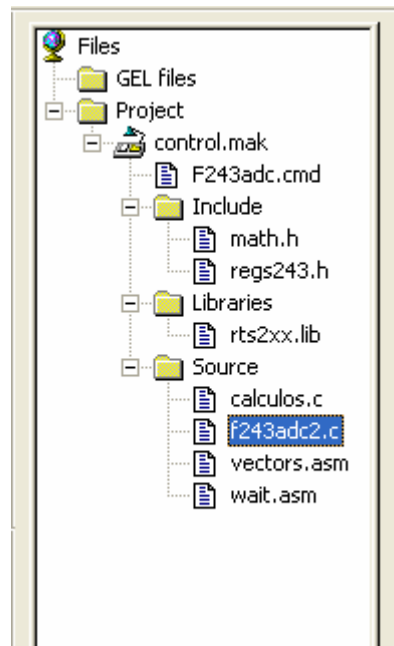 Files
GEL files
Project
control.mak
F243adc.cmd
Include
math.h
regs243.h
Libraries
rts2xx.lib
Source
calculos.c
f243adc2.c
vectors.asm
wait.asm